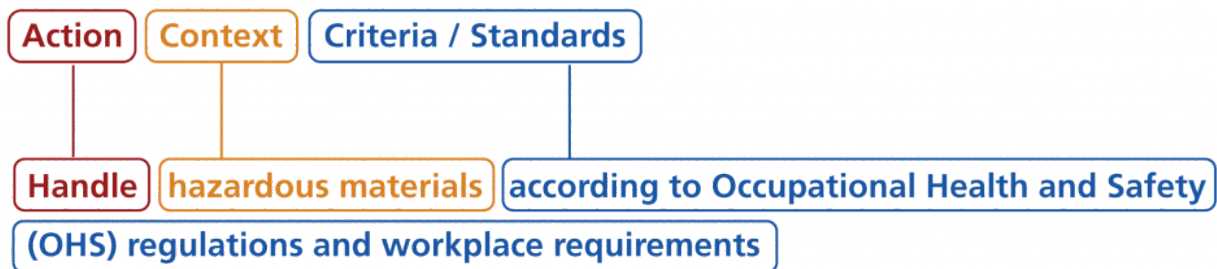 Action Context Criteria / Standards
Handle hazardous materials according to Occupational Health and Safety
(OHS) regulations and workplace requirements